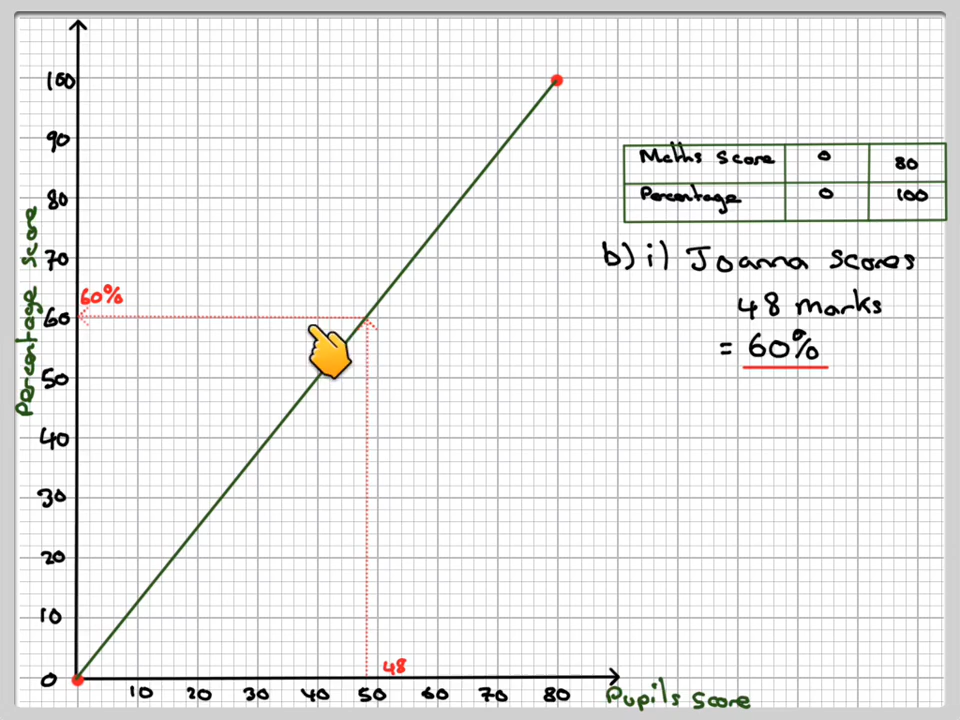 100
90
80
70
60%
60
50
40
30
20
10
0
Percentage Score
48
10 20 30 40 50 60 70 80
Pupils Score
Maths Score 0 80
Percentage 0 100
b) i) Joanna scores
48 marks
= 60%